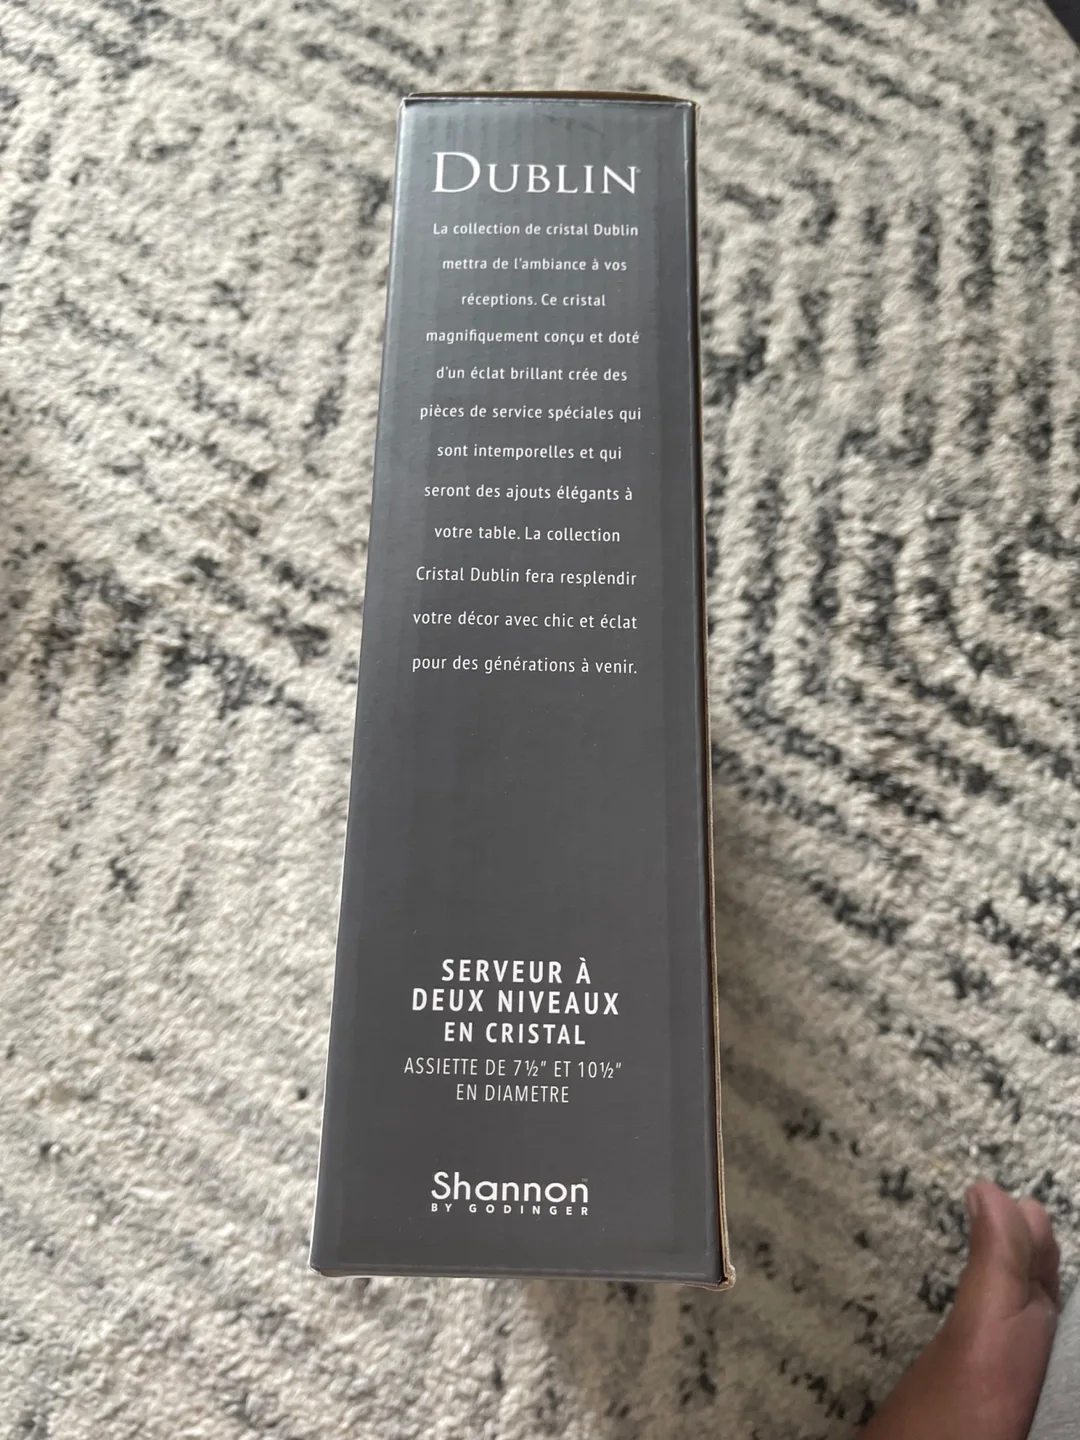 DUBLIN
La collection de cristal Dublin
mettra de l'ambiance à vos
réceptions. Ce cristal
magnifiquement conçu et doté
d'un éclat brillant crée des
pièces de service spéciales qui
sont intemporelles et qui
seront des ajouts élégants à
votre table. La collection
Cristal Dublin fera resplendir
votre décor avec chic et éclat
pour des générations à venir.
SERVEUR À
DEUX NIVEAUX
EN CRISTAL
ASSIETTE DE 7½" ET 10½"
EN DIAMETRE
Shannon™
BY GODINGER